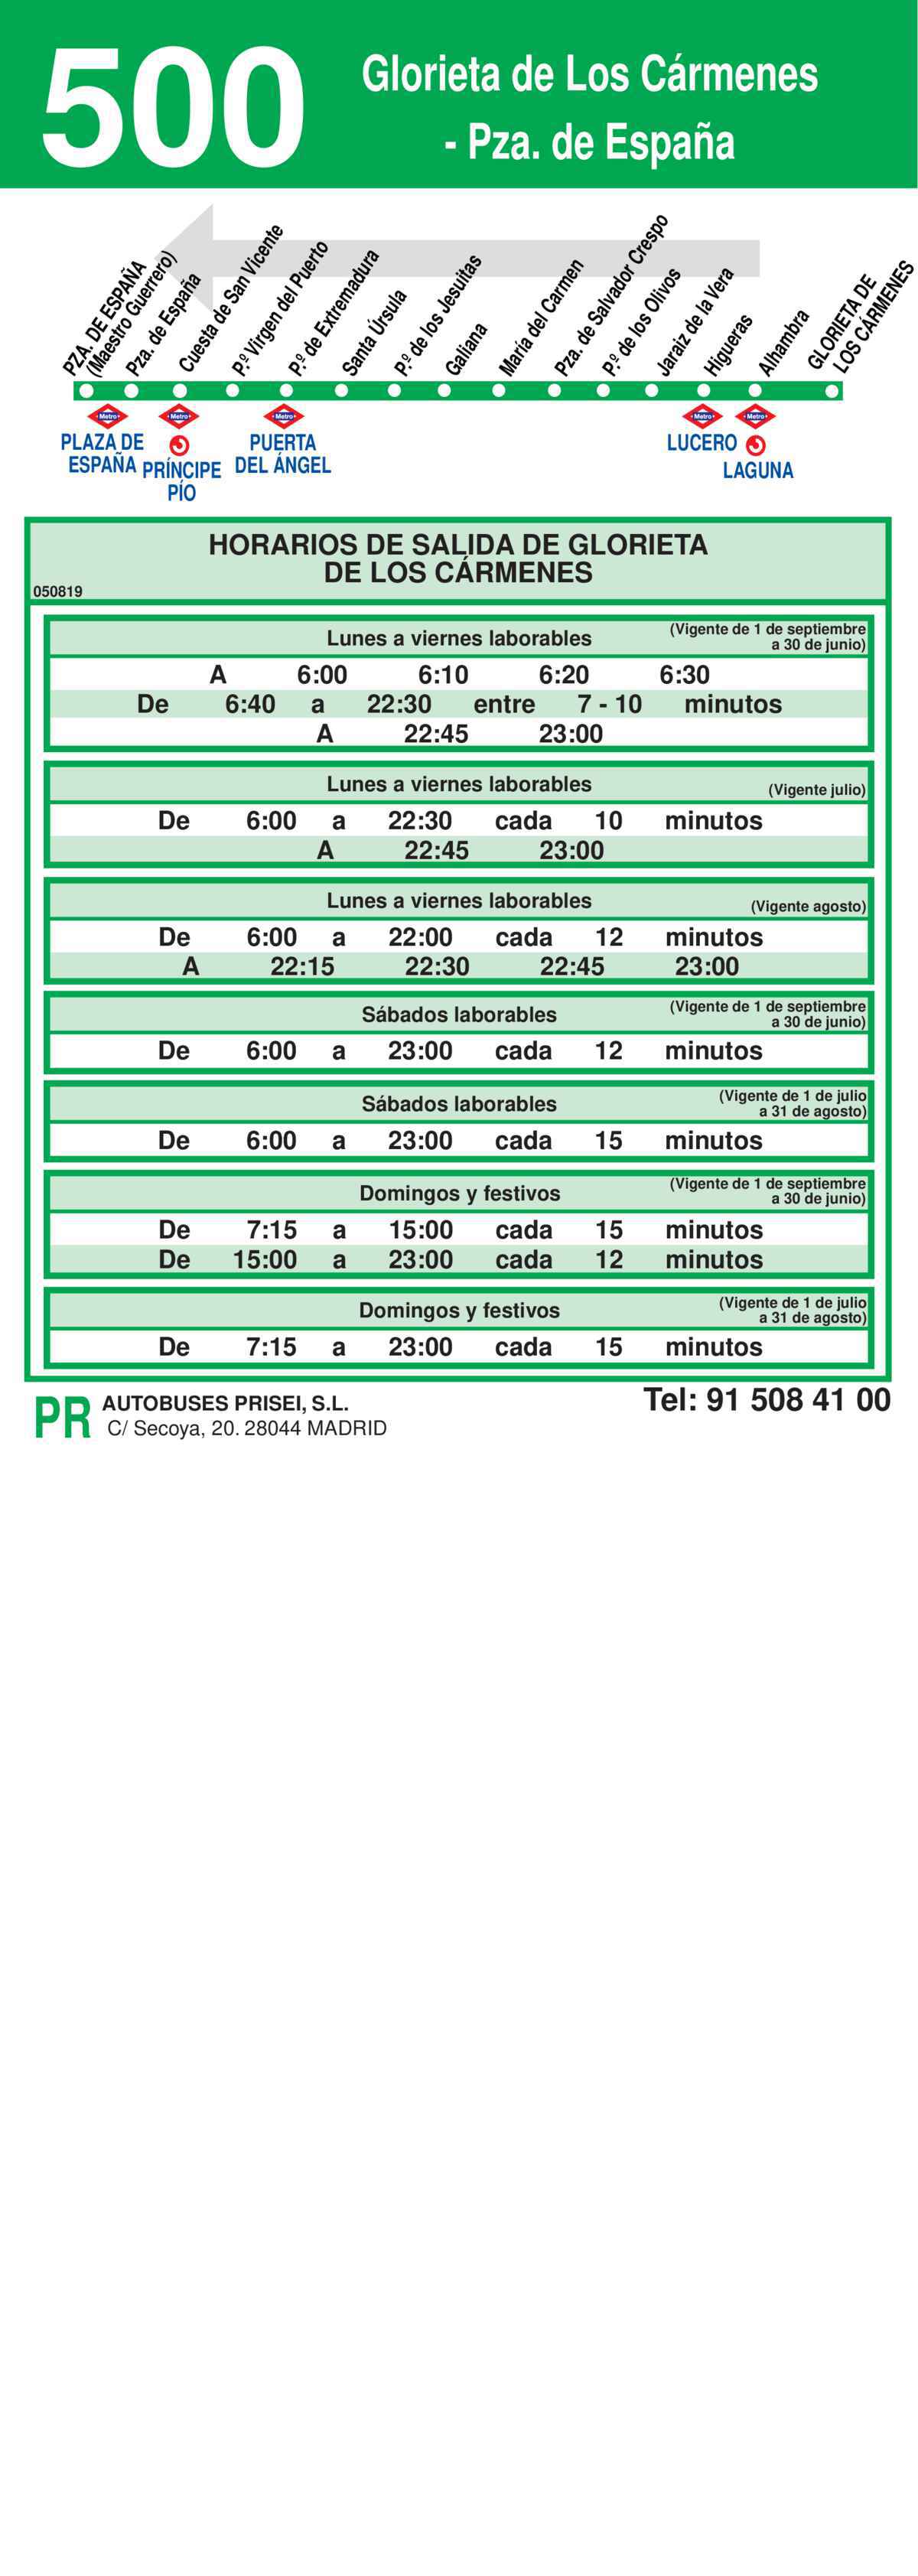 500
Glorieta de Los Cármenes
- Pza. de España
PZA. DE ESPAÑA
(Maestro Guerrero)
Pza. de España
Cuesta de San Vicente
P.º Virgen del Puerto
P.º de Extremadura
Santa Úrsula
P.º de los Jesuitas
Galiana
María del Carmen
Pza. de Salvador Crespo
P.º de los Olivos
Jaraiz de la Vera
Higueras
Alhambra
GLORIETA DE
LOS CÁRMENES
Metro Metro Metro Metro Metro
PLAZA DE
ESPAÑA
PRÍNCIPE
PÍO
PUERTA
DEL ÁNGEL
LUCERO
LAGUNA
HORARIOS DE SALIDA DE GLORIETA
DE LOS CÁRMENES
050819
Lunes a viernes laborables
(Vigente de 1 de septiembre
a 30 de junio)
A 6:00 6:10 6:20 6:30
De 6:40 a 22:30 entre 7 - 10 minutos
A 22:45 23:00
Lunes a viernes laborables (Vigente julio)
De 6:00 a 22:30 cada 10 minutos
A 22:45 23:00
Lunes a viernes laborables (Vigente agosto)
De 6:00 a 22:00 cada 12 minutos
A 22:15 22:30 22:45 23:00
Sábados laborables
(Vigente de 1 de septiembre
a 30 de junio)
De 6:00 a 23:00 cada 12 minutos
Sábados laborables
(Vigente de 1 de julio
a 31 de agosto)
De 6:00 a 23:00 cada 15 minutos
Domingos y festivos
(Vigente de 1 de septiembre
a 30 de junio)
De 7:15 a 15:00 cada 15 minutos
De 15:00 a 23:00 cada 12 minutos
Domingos y festivos
(Vigente de 1 de julio
a 31 de agosto)
De 7:15 a 23:00 cada 15 minutos
PR
AUTOBUSES PRISEI, S.L.
C/ Secoya, 20. 28044 MADRID
Tel: 91 508 41 00